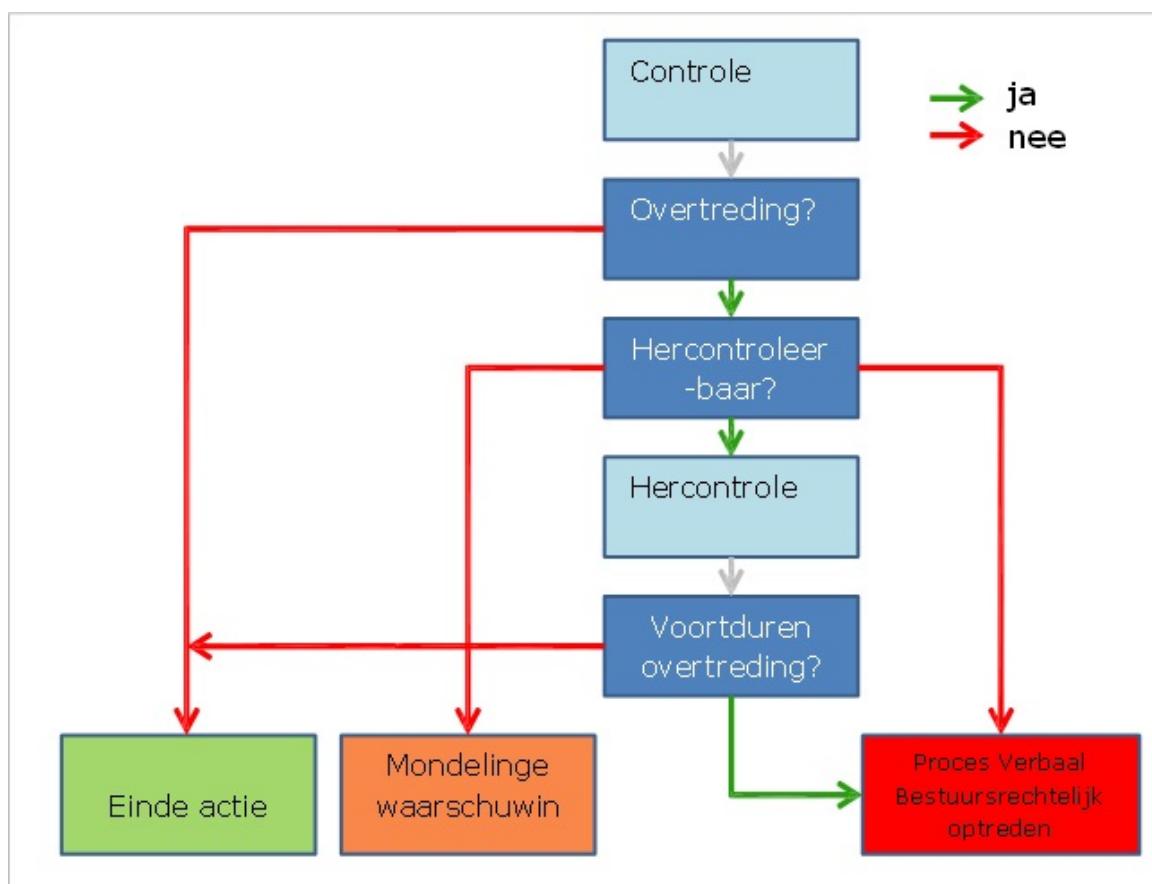 Controle
ja
nee
Overtreding?
Hercontroleer
-baar?
Hercontrole
Voortduren
overtreding?
Einde actie
Mondelinge
waarschuwin
Proces Verbaal
Bestuursrechtelijk
optreden